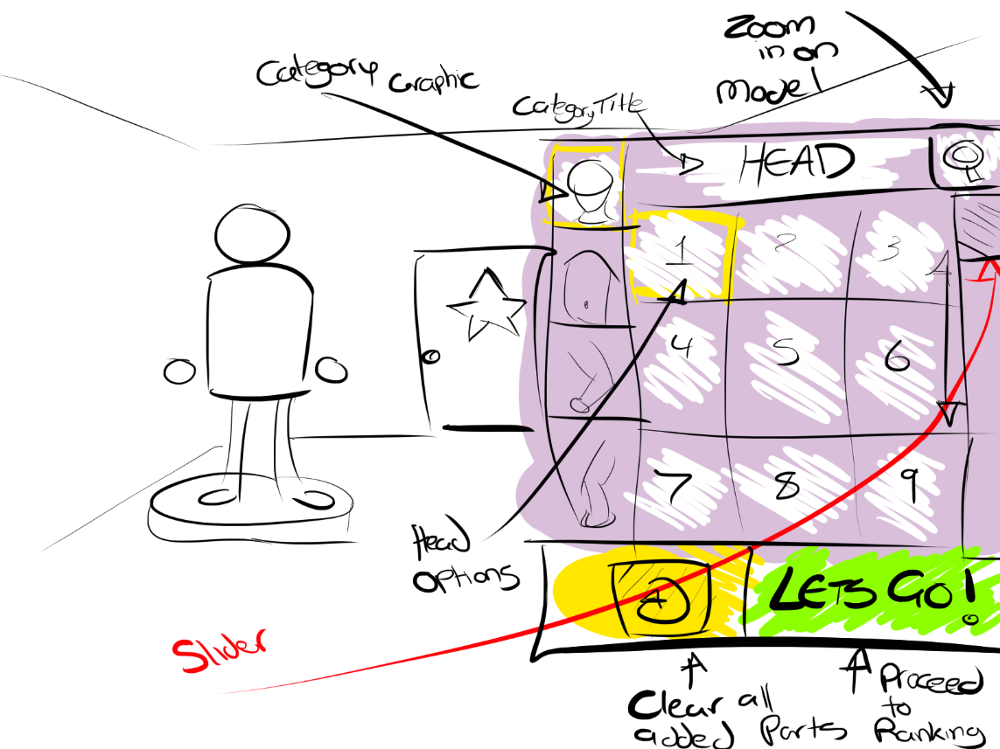 Zoom
in on
Model
Category Graphic
Category Title
HEAD
1 2 3
4 5 6
7 8 9
Head
Options
LETS GO!
Slider
Clear all
added Parts
Proceed
to
Ranking